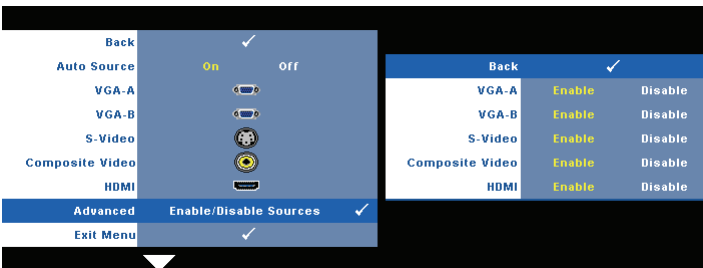 Back
Auto Source On Off
VGA-A
VGA-B
S-Video
Composite Video
HDMI
Advanced Enable/Disable Sources
Exit Menu
Back
VGA-A Enable Disable
VGA-B Enable Disable
S-Video Enable Disable
Composite Video Enable Disable
HDMI Enable Disable